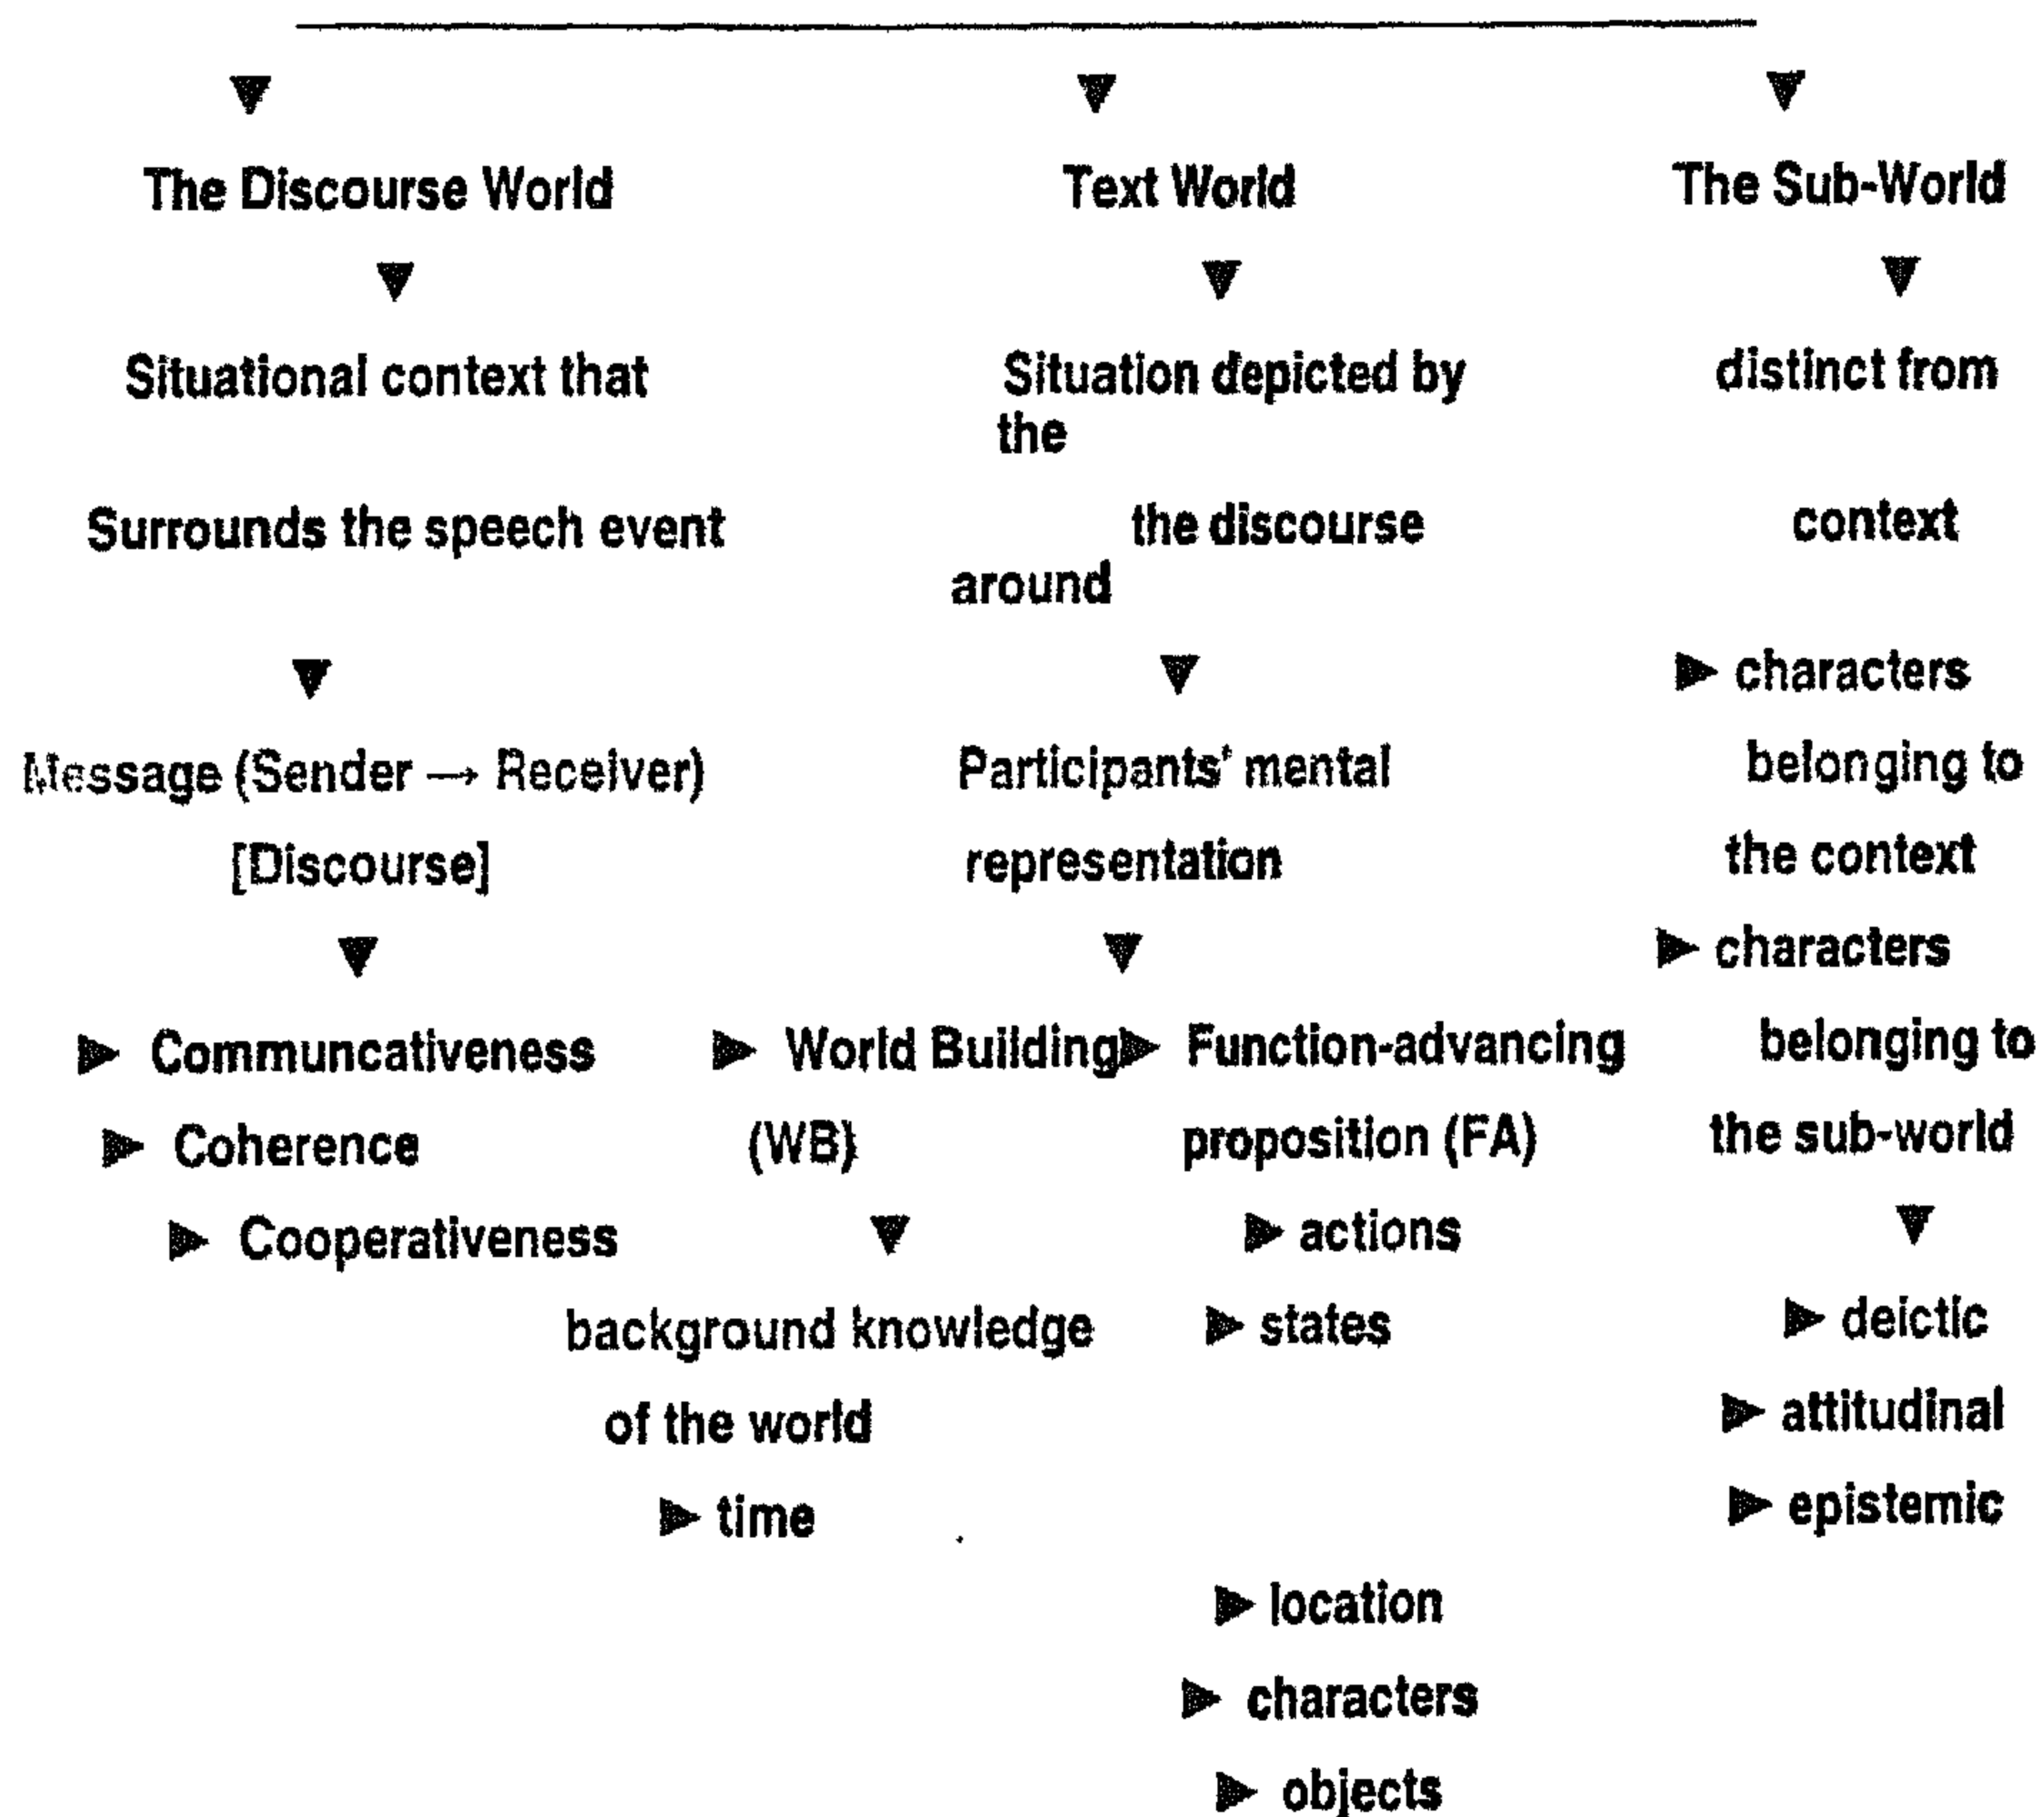 The Discourse World
Situational context that
Surrounds the speech event
Message (Sender → Receiver)
[Discourse]
Communcativeness
Coherence
Cooperativeness
Text World
Situation depicted by
the
the discourse
around
Participants' mental
representation
World Building
(WB)
background knowledge
of the world
time
Function-advancing
proposition (FA)
actions
states
location
characters
objects
The Sub-World
distinct from
context
characters
belonging to
the context
characters
belonging to
the sub-world
deictic
attitudinal
epistemic